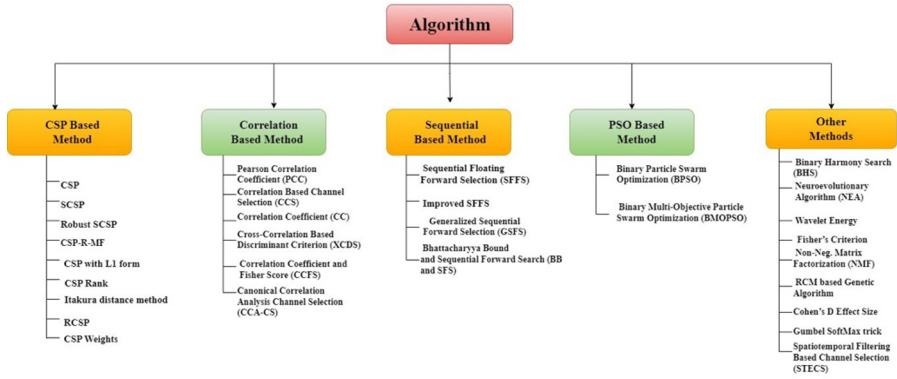 Algorithm
CSP Based
Method
CSP
SCSP
Robust SCSP
CSP-R-MF
CSP with L1 form
CSP Rank
Itakura distance method
RCSP
CSP Weights
Correlation
Based Method
Pearson Correlation
Coefficient (PCC)
Correlation Based Channel
Selection (CCS)
Correlation Coefficient (CC)
Cross-Correlation Based
Discriminant Criterion (XCDS)
Correlation Coefficient and
Fisher Score (CCFS)
Canonical Correlation
Analysis Channel Selection
(CCA-CS)
Sequential
Based Method
Sequential Floating
Forward Selection (SFFS)
Improved SFFS
Generalized Sequential
Forward Selection (GSFS)
Bhattacharyya Bound
and Sequential Forward Search (BB
and SFS)
PSO Based
Method
Binary Particle Swarm
Optimization (BPSO)
Binary Multi-Objective Particle
Swarm Optimization (BMOPSO)
Other
Methods
Binary Harmony Search
(BHS)
Neuroevolutionary
Algorithm (NEA)
Wavelet Energy
Fisher's Criterion
Non-Neg. Matrix
Factorization (NMF)
RCM based Genetic
Algorithm
Cohen's D Effect Size
Gumbel SoftMax trick
Spatiotemporal Filtering
Based Channel Selection
(STECS)